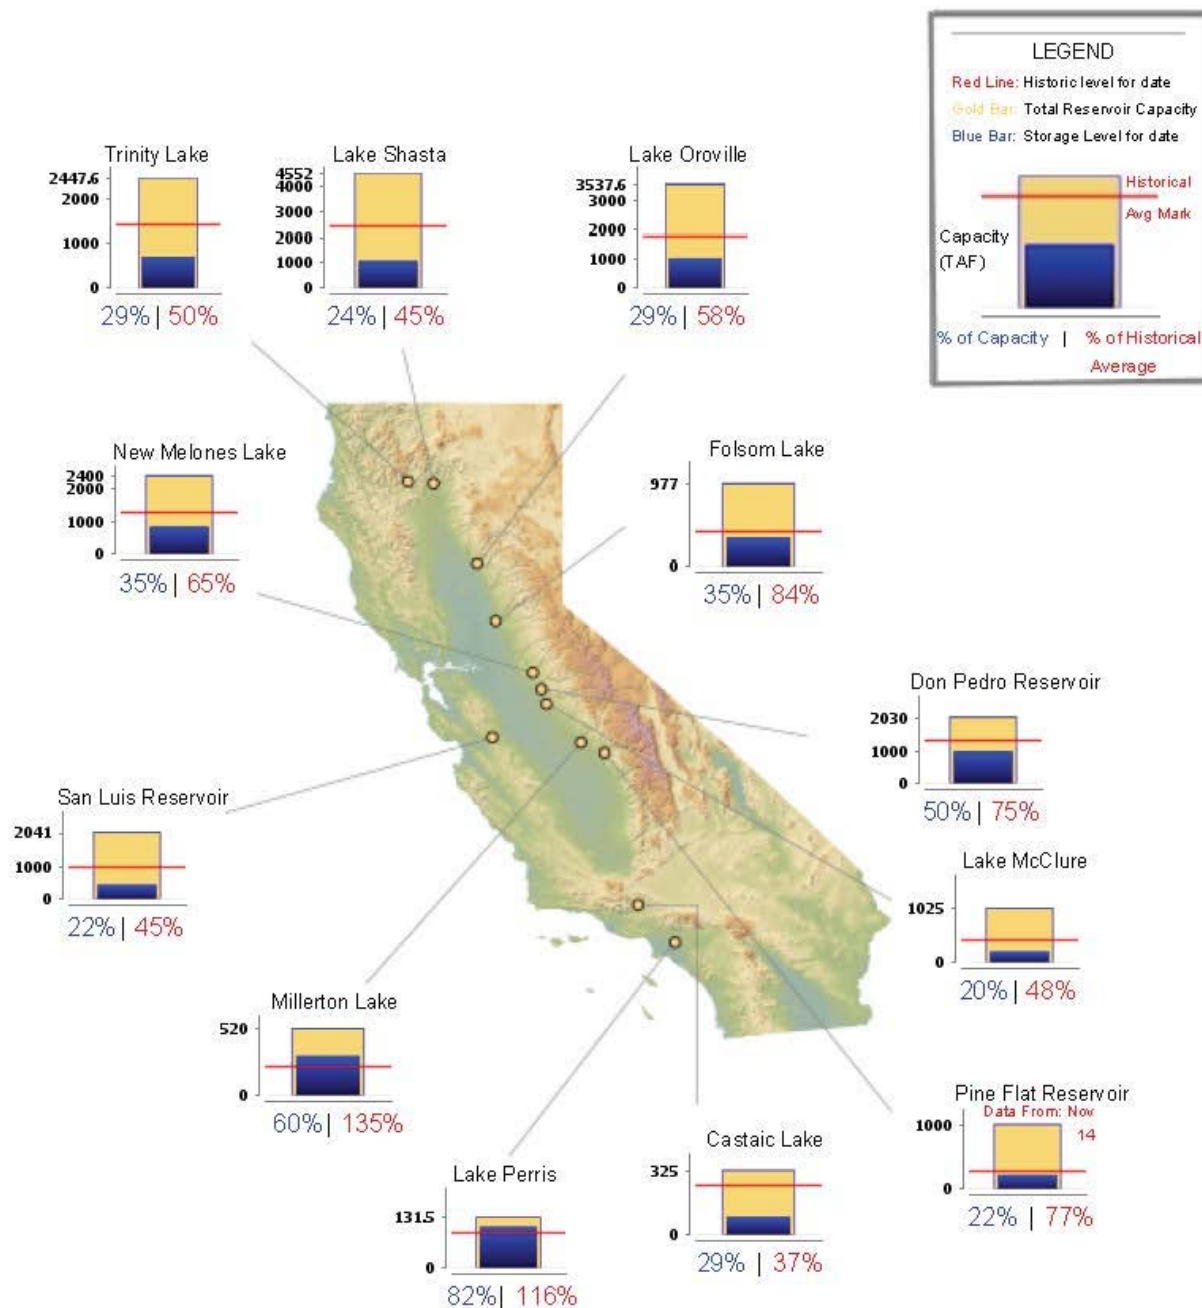 LEGEND
Red Line: Historic level for date
Gold Bar: Total Reservoir Capacity
Blue Bar: Storage Level for date
Historical
Avg Mark
Capacity
(TAF)
% of Capacity | % of Historical
Average
Trinity Lake
2447.6
2000
1000
0
29% | 50%
Lake Shasta
4552
4000
3000
2000
1000
0
24% | 45%
Lake Oroville
3537.6
3000
2000
1000
0
29% | 58%
New Melones Lake
2400
2000
1000
0
35% | 65%
Folsom Lake
977
0
35% | 84%
Don Pedro Reservoir
2030
1000
0
50% | 75%
San Luis Reservoir
2041
1000
0
22% | 45%
Lake McClure
1025
0
20% | 48%
Millerton Lake
520
0
60% | 135%
Pine Flat Reservoir
Data From: Nov
14
1000
0
22% | 77%
Castaic Lake
325
0
29% | 37%
Lake Perris
131.5
0
82% | 116%